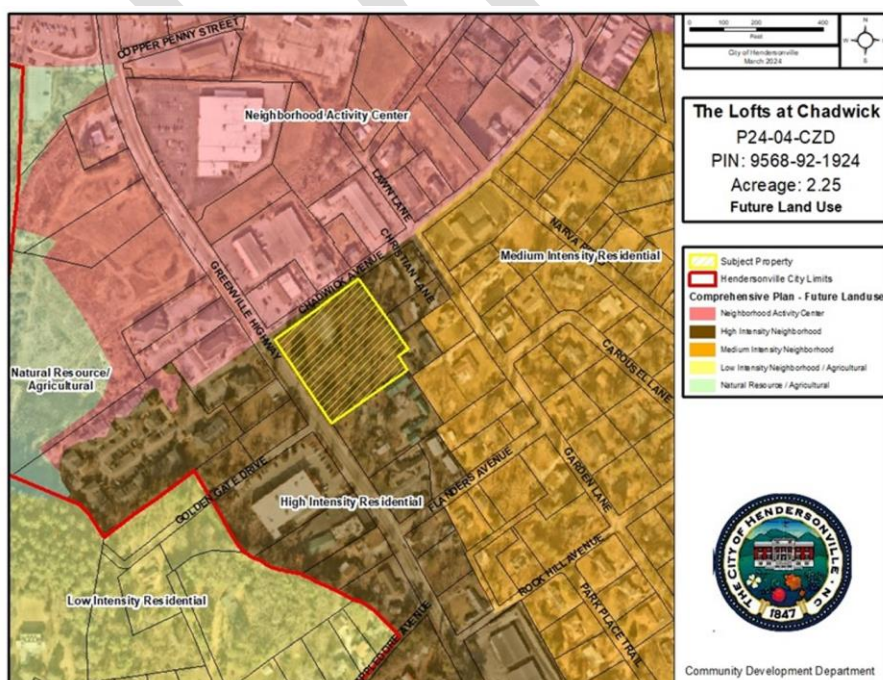 COPPER PENNY STREET
Neighborhood Activity Center
LAWN LANE
CHRISTIAN LANE
CHADWICK AVENUE
GREENVILLE HIGHWAY
Medium Intensity Residential
CAROUSEL LANE
Natural Resource/
Agricultural
GOLDEN GATE DRIVE
High Intensity Residential
FLANDERS AVENUE
GARDEN LANE
ROCK HILL AVENUE
PARK PLACE TRAIL
Low Intensity Residential
0 100 200 400
Feet
City of Hendersonville
March 2024
N
W
S
The Lofts at Chadwick
P24-04-CZD
PIN: 9568-92-1924
Acreage: 2.25
Future Land Use
Subject Property
Hendersonville City Limits
Comprehensive Plan - Future Landuse
Neighborhood Activity Center
High Intensity Neighborhood
Medium Intensity Neighborhood
Low Intensity Neighborhood / Agricultural
Natural Resource / Agricultural
THE CITY OF HENDERSONVILLE, NC
1847
Community Development Department